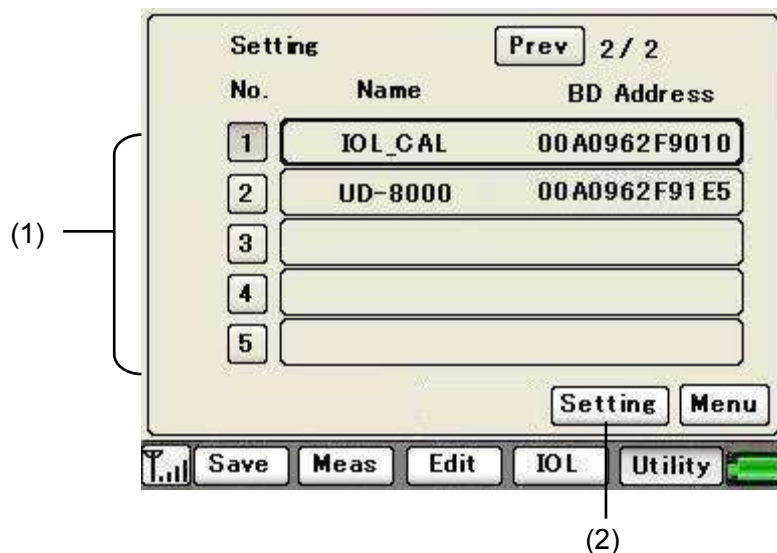 Setting Prev 2/2
No. Name BD Address
1 IOL_CAL 00A0962F9010
2 UD-8000 00A0962F91E5
(1)
3
4
5
Setting Menu
Save Meas Edit IOL Utility
(2)